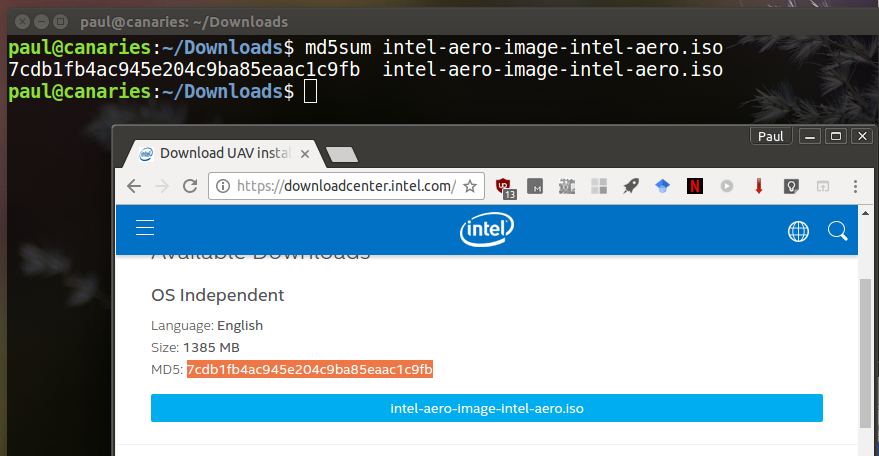 paul@canaries: ~/Downloads
paul@canaries:~/Downloads$ md5sum intel-aero-image-intel-aero.iso
7cdb1fb4ac945e204c9ba85eaac1c9fb  intel-aero-image-intel-aero.iso
paul@canaries:~/Downloads$
Paul
Download UAV instal
https://downloadcenter.intel.com/
13
M
N
intel
Available Downloads
OS Independent
Language: English
Size: 1385 MB
MD5: 7cdb1fb4ac945e204c9ba85eaac1c9fb
intel-aero-image-intel-aero.iso